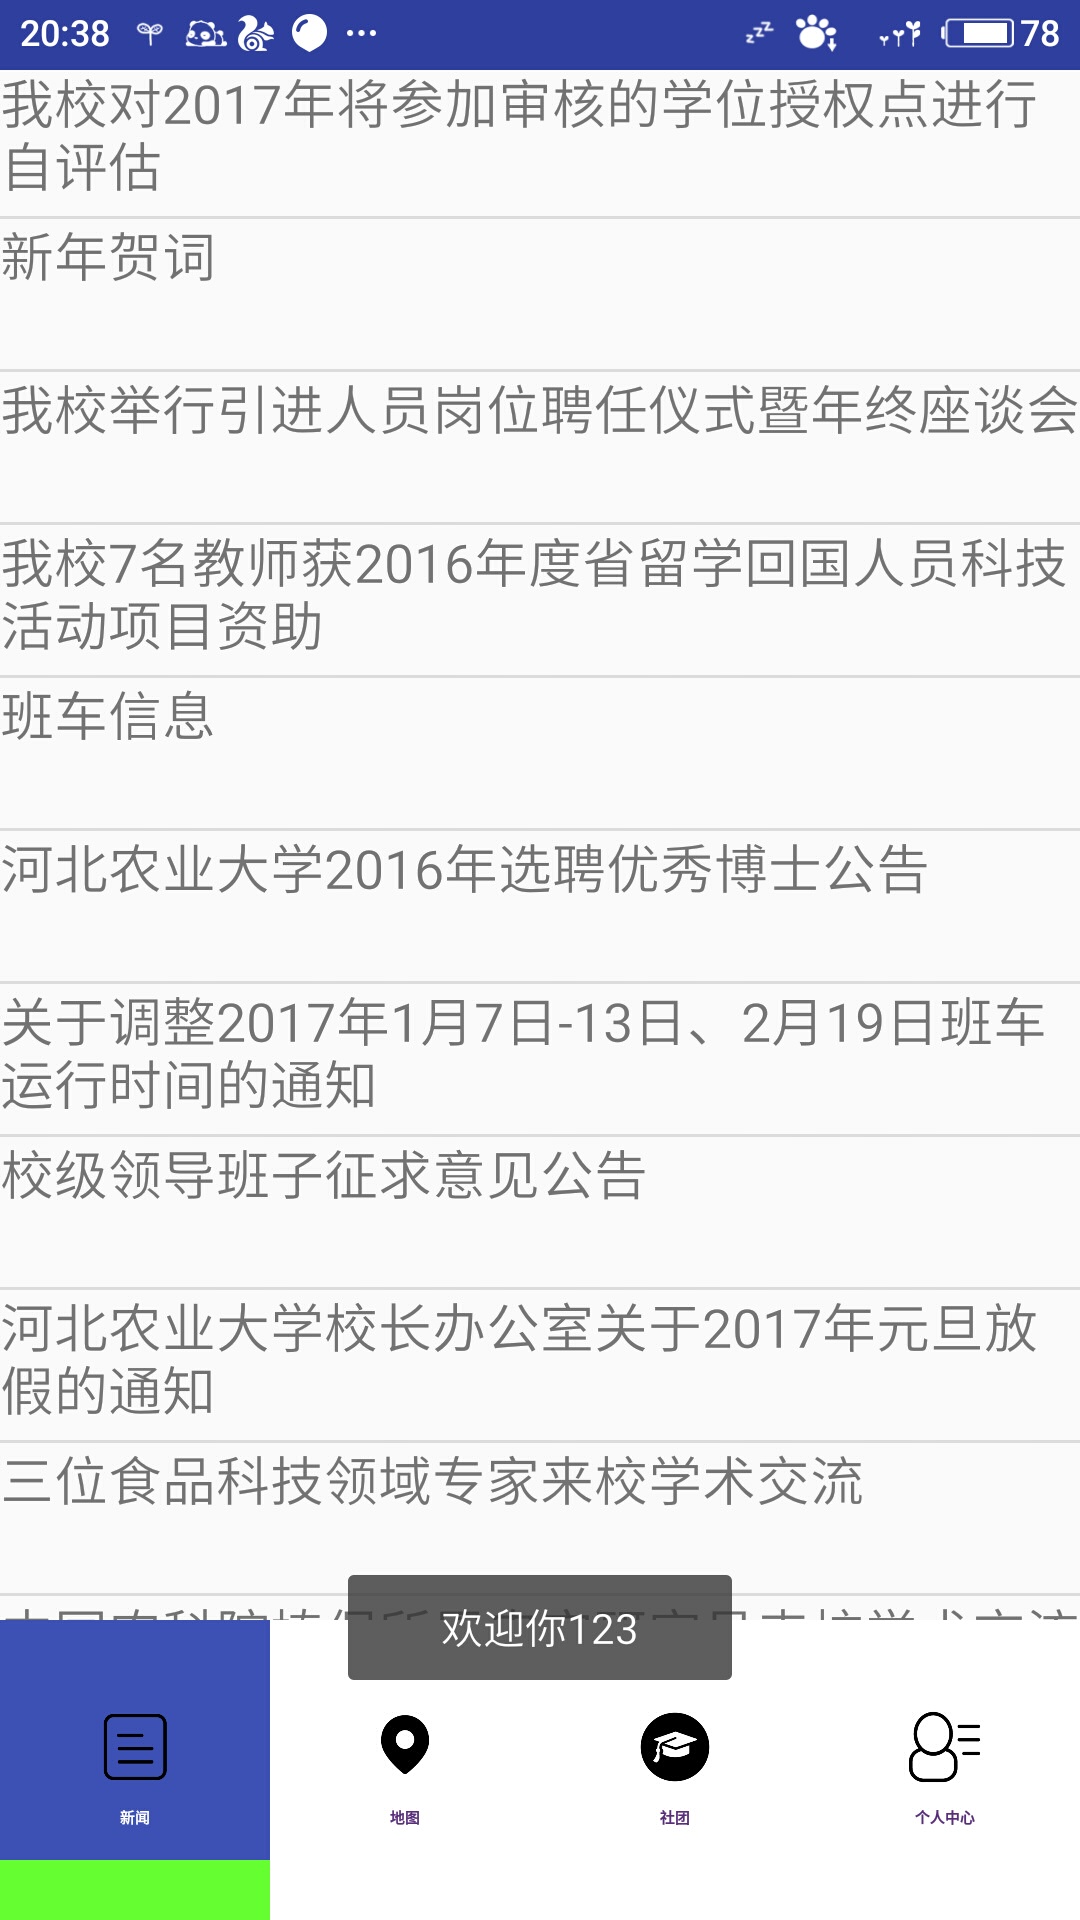 20:38
78
我校对2017年将参加审核的学位授权点进行
自评估
新年贺词
我校举行引进人员岗位聘任仪式暨年终座谈会
我校7名教师获2016年度省留学回国人员科技
活动项目资助
班车信息
河北农业大学2016年选聘优秀博士公告
关于调整2017年1月7日-13日、2月19日班车
运行时间的通知
校级领导班子征求意见公告
河北农业大学校长办公室关于2017年元旦放
假的通知
三位食品科技领域专家来校学术交流
欢迎你123
新闻
地图
社团
个人中心